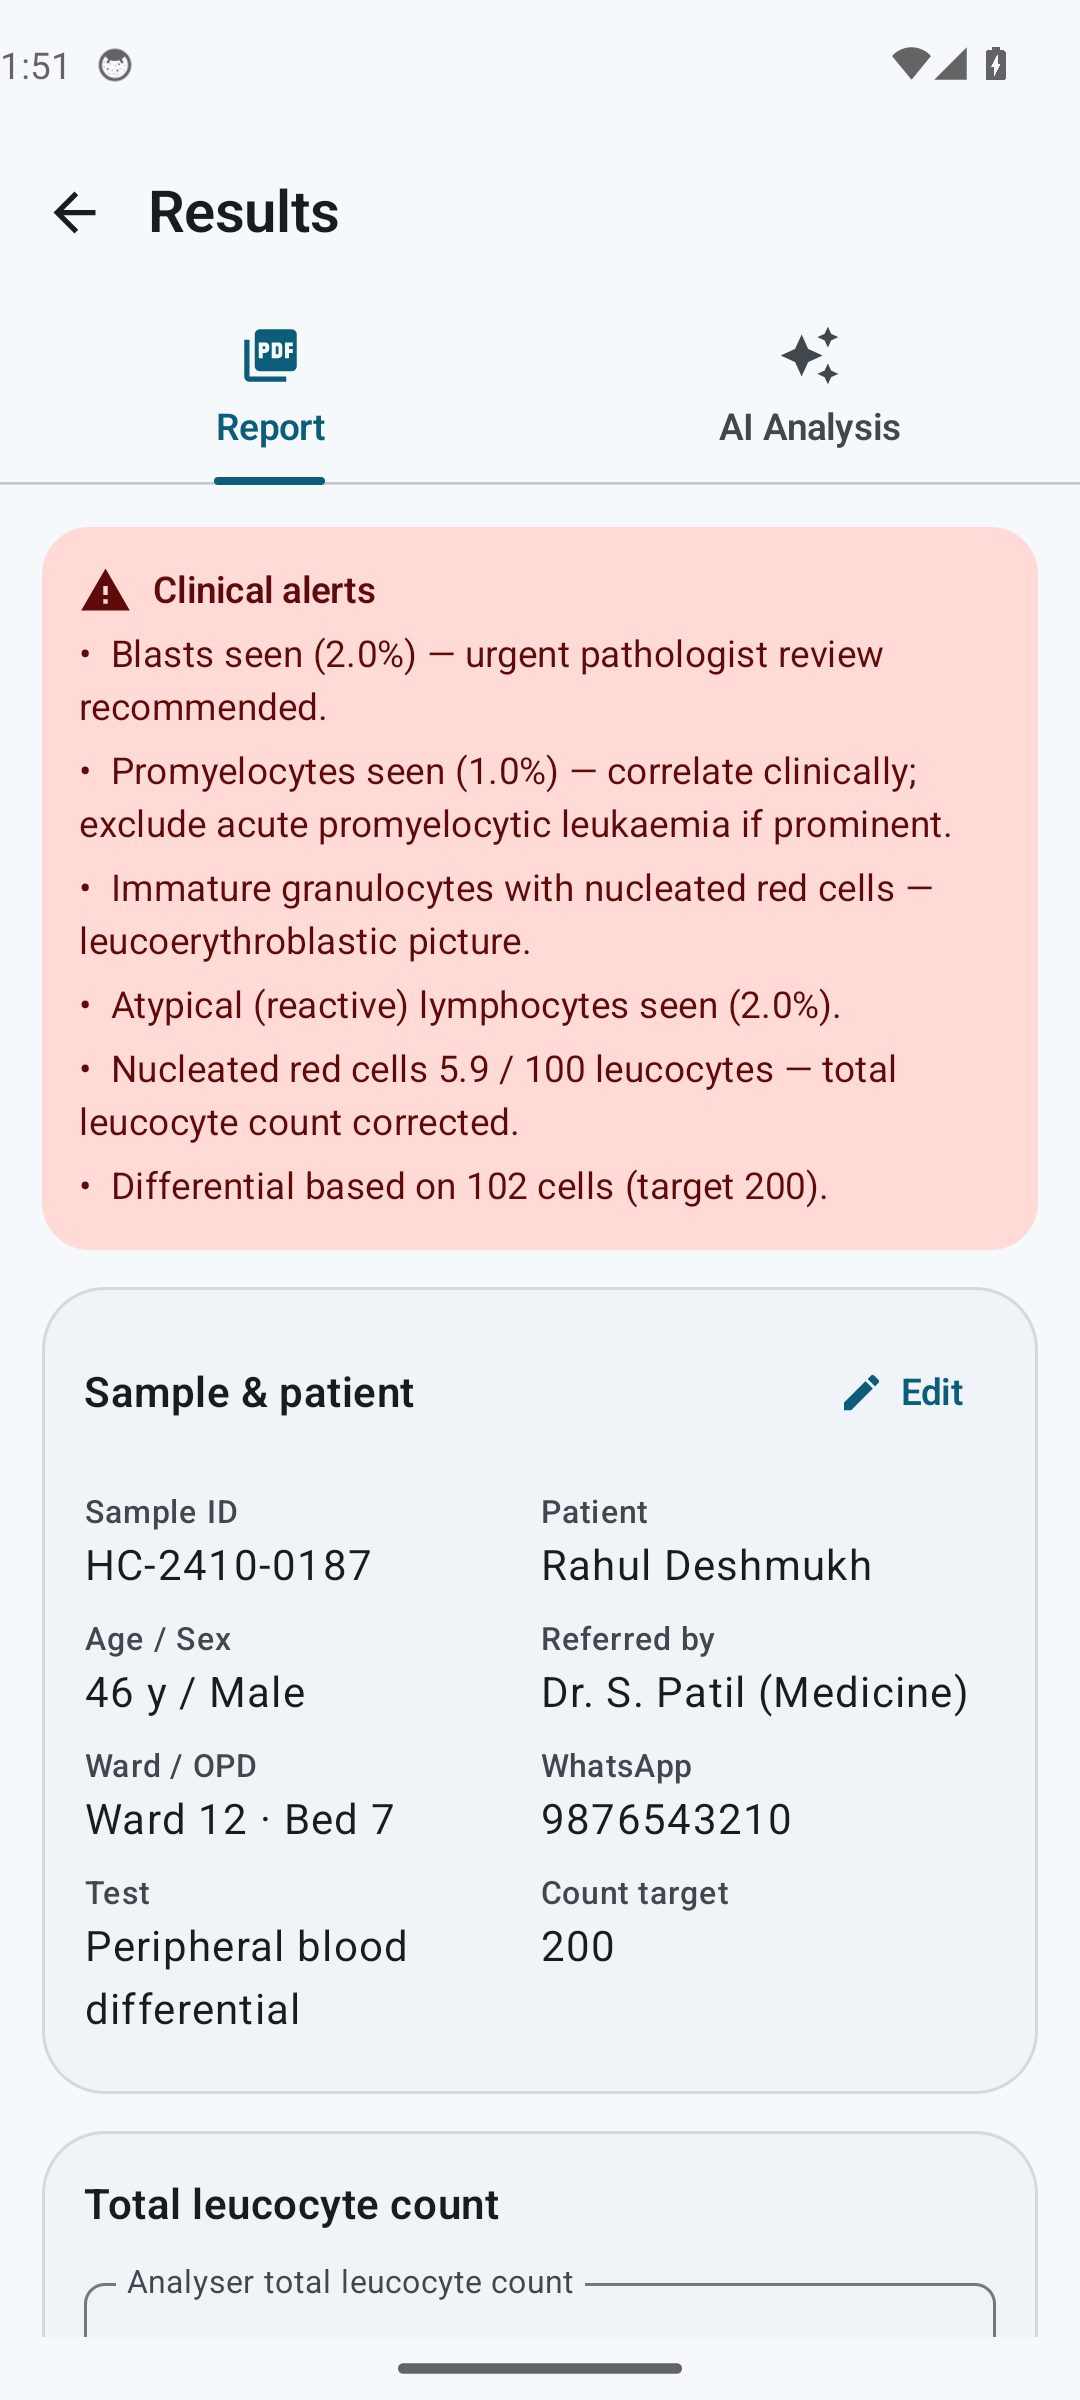 1:51
Results
PDF
Report
AI Analysis
Clinical alerts
• Blasts seen (2.0%) — urgent pathologist review
recommended.
• Promyelocytes seen (1.0%) — correlate clinically;
exclude acute promyelocytic leukaemia if prominent.
• Immature granulocytes with nucleated red cells —
leucoerythroblastic picture.
• Atypical (reactive) lymphocytes seen (2.0%).
• Nucleated red cells 5.9 / 100 leucocytes — total
leucocyte count corrected.
• Differential based on 102 cells (target 200).
Sample & patient
Edit
Sample ID
HC-2410-0187
Patient
Rahul Deshmukh
Age / Sex
46 y / Male
Referred by
Dr. S. Patil (Medicine)
Ward / OPD
Ward 12 · Bed 7
WhatsApp
9876543210
Test
Peripheral blood
differential
Count target
200
Total leucocyte count
Analyser total leucocyte count